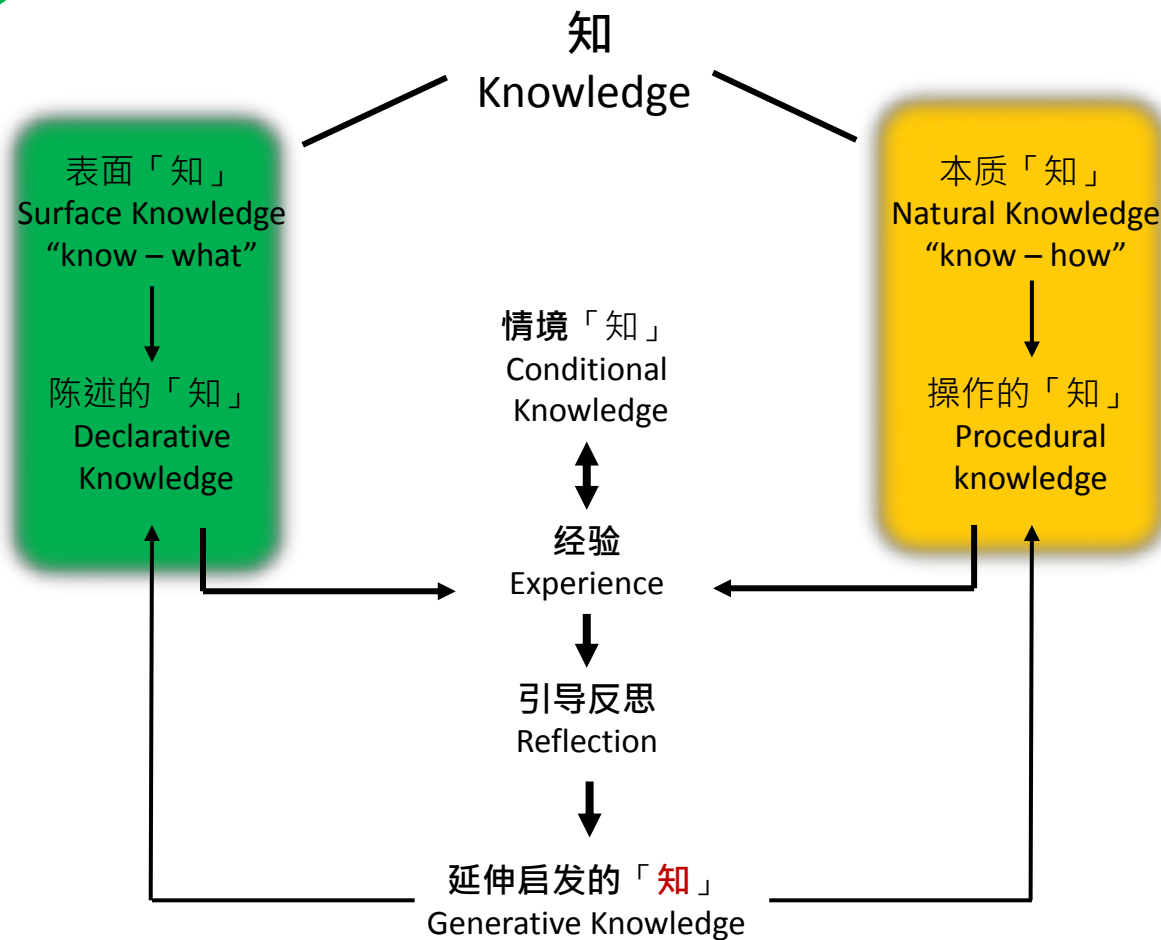 知
Knowledge
表面「知」
Surface Knowledge
“know – what”
陈述的「知」
Declarative
Knowledge
情境「知」
Conditional
Knowledge
经验
Experience
引导反思
Reflection
延伸启发的「知」
Generative Knowledge
本质「知」
Natural Knowledge
“know – how”
操作的「知」
Procedural
knowledge